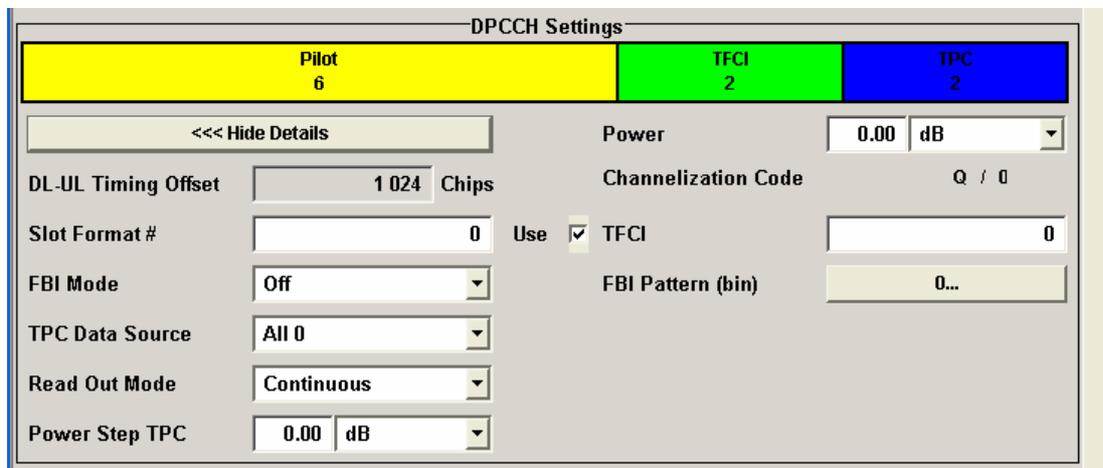 DPCCH Settings
Pilot TFCI TPC
6 2 2
<<< Hide Details Power 0.00 dB
DL-UL Timing Offset 1 024 Chips Channelization Code Q / 0
Slot Format # 0 Use TFCI 0
FBI Mode Off FBI Pattern (bin) 0...
TPC Data Source All 0
Read Out Mode Continuous
Power Step TPC 0.00 dB